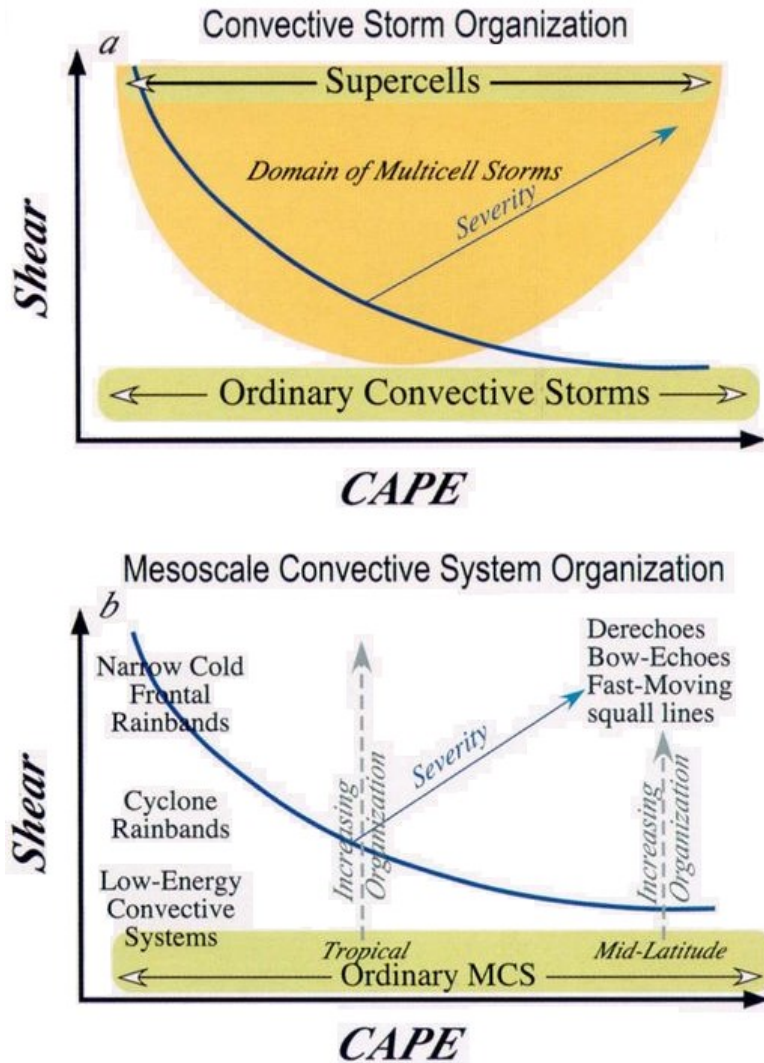 Convective Storm Organization
a
Supercells
Domain of Multicell Storms
Severity
Shear
Ordinary Convective Storms
CAPE
Mesoscale Convective System Organization
b
Narrow Cold
Frontal
Rainbands
Derechoes
Bow-Echoes
Fast-Moving
squall lines
Severity
Shear
Cyclone
Rainbands
Increasing
Organization
Increasing
Organization
Low-Energy
Convective
Systems
Tropical
Mid-Latitude
Ordinary MCS
CAPE